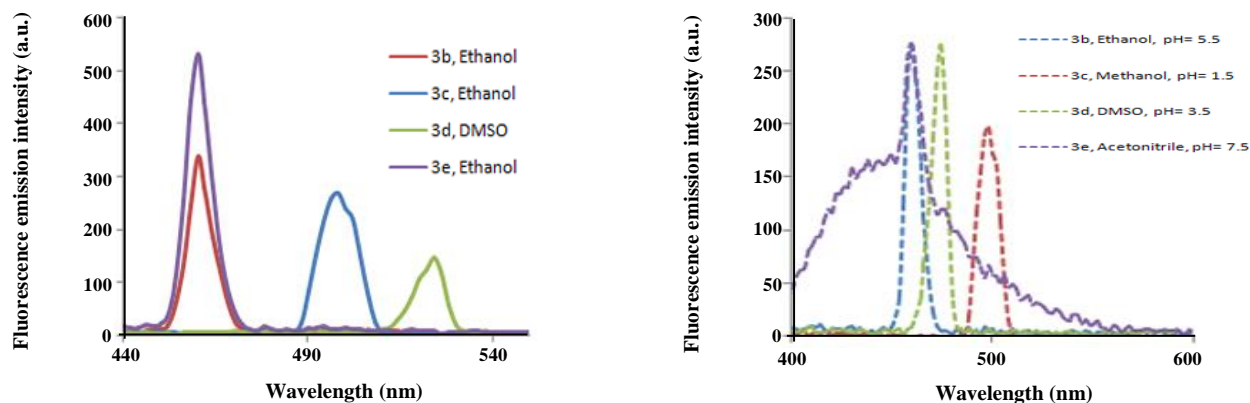 Fluorescence emission intensity (a.u.)
600
500
400
300
200
100
0
440
490
540
Wavelength (nm)
3b, Ethanol
3c, Ethanol
3d, DMSO
3e, Ethanol
Fluorescence emission intensity (a.u.)
300
250
200
150
100
50
0
400
500
600
Wavelength (nm)
3b, Ethanol, pH= 5.5
3c, Methanol, pH= 1.5
3d, DMSO, pH= 3.5
3e, Acetonitrile, pH= 7.5